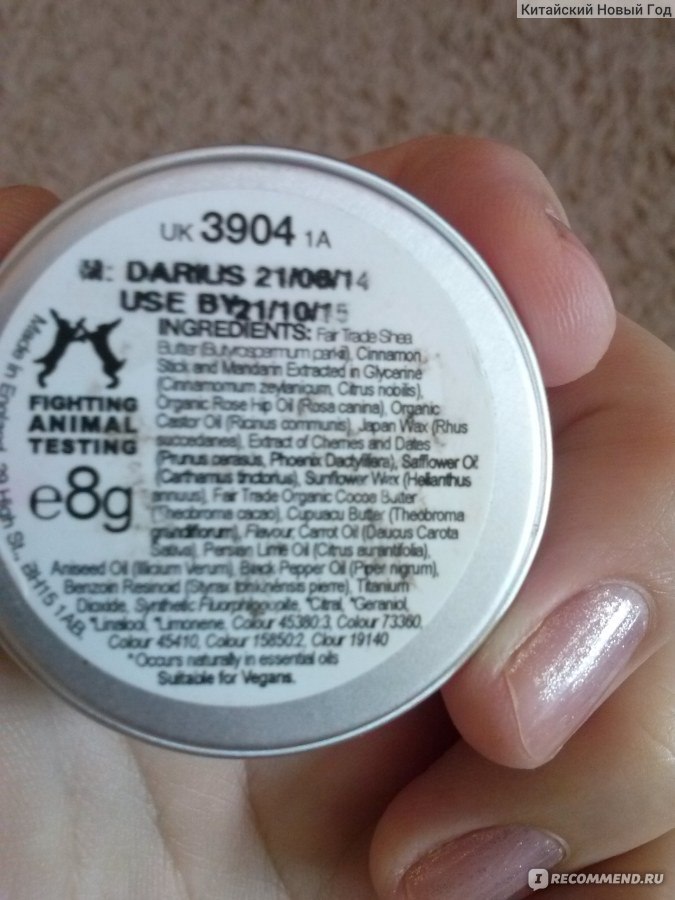 Китайский Новый Год
UK 3904 1A
DARIUS 21/06/14
USE BY 21/10/15
INGREDIENTS: Fair Trade Shea
Butter (Butyrospermum parkii), Cinnamon
Stick and Mandarin Extracted in Glycerine
(Cinnamomum zeylanicum, Citrus nobilis),
Organic Rose Hip Oil (Rosa canina), Organic
Castor Oil (Ricinus communis), Japan Wax (Rhus
succedanea), Extract of Cherries and Dates
(Prunus cerasus, Phoenix Dactylifera), Safflower Oil
(Carthamus tinctorius), Sunflower Wax (Helianthus
annuus), Fair Trade Organic Cocoa Butter
(Theobroma cacao), Cupuacu Butter (Theobroma
grandiflorum), Flavour, Carrot Oil (Daucus Carota
Sativa), Persian Lime Oil (Citrus aurantifolia),
Aniseed Oil (Illicium Verum), Black Pepper Oil (Piper nigrum),
Benzoin Resinoid (Styrax tonkinensis pierre), Titanium
Dioxide, Synthetic Fluorphlogopite, *Citral, *Geraniol,
*Linalool, *Limonene, Colour 45380:3, Colour 73360,
Colour 45410, Colour 15850:2, Clour 19140
*Occurs naturally in essential oils
Suitable for Vegans.
FIGHTING
ANIMAL
TESTING
e8g
Made in England 29 High St., BH15 1AB.
IRECOMMEND.RU